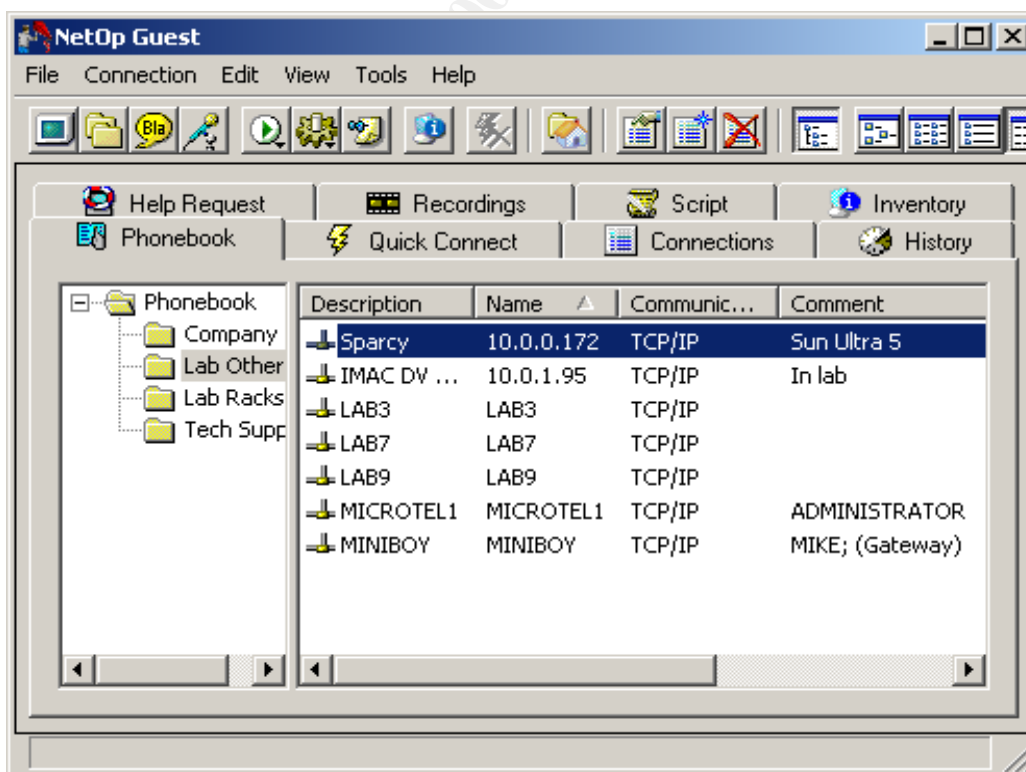 NetOp Guest
File Connection Edit View Tools Help
Bla
Help Request Recordings Script Inventory
Phonebook Quick Connect Connections History
Phonebook
Company
Lab Other
Lab Racks
Tech Supp
Description Name Communic... Comment
Sparcy 10.0.0.172 TCP/IP Sun Ultra 5
IMAC DV ... 10.0.1.95 TCP/IP In lab
LAB3 LAB3 TCP/IP
LAB7 LAB7 TCP/IP
LAB9 LAB9 TCP/IP
MICROTEL1 MICROTEL1 TCP/IP ADMINISTRATOR
MINIBOY MINIBOY TCP/IP MIKE; (Gateway)